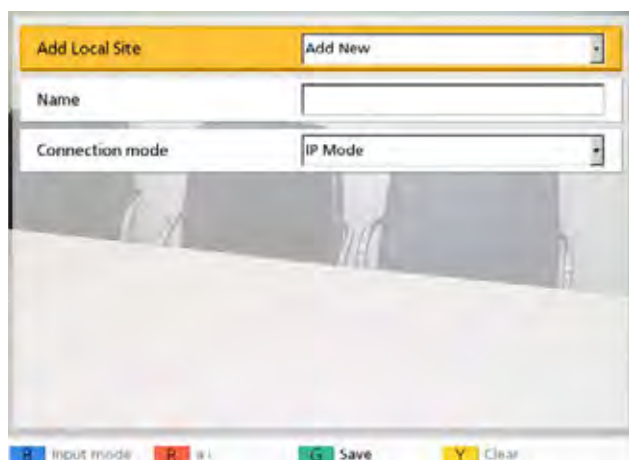 Add Local Site Add New
Name
Connection mode IP Mode
B Input mode R G Save Y Clear